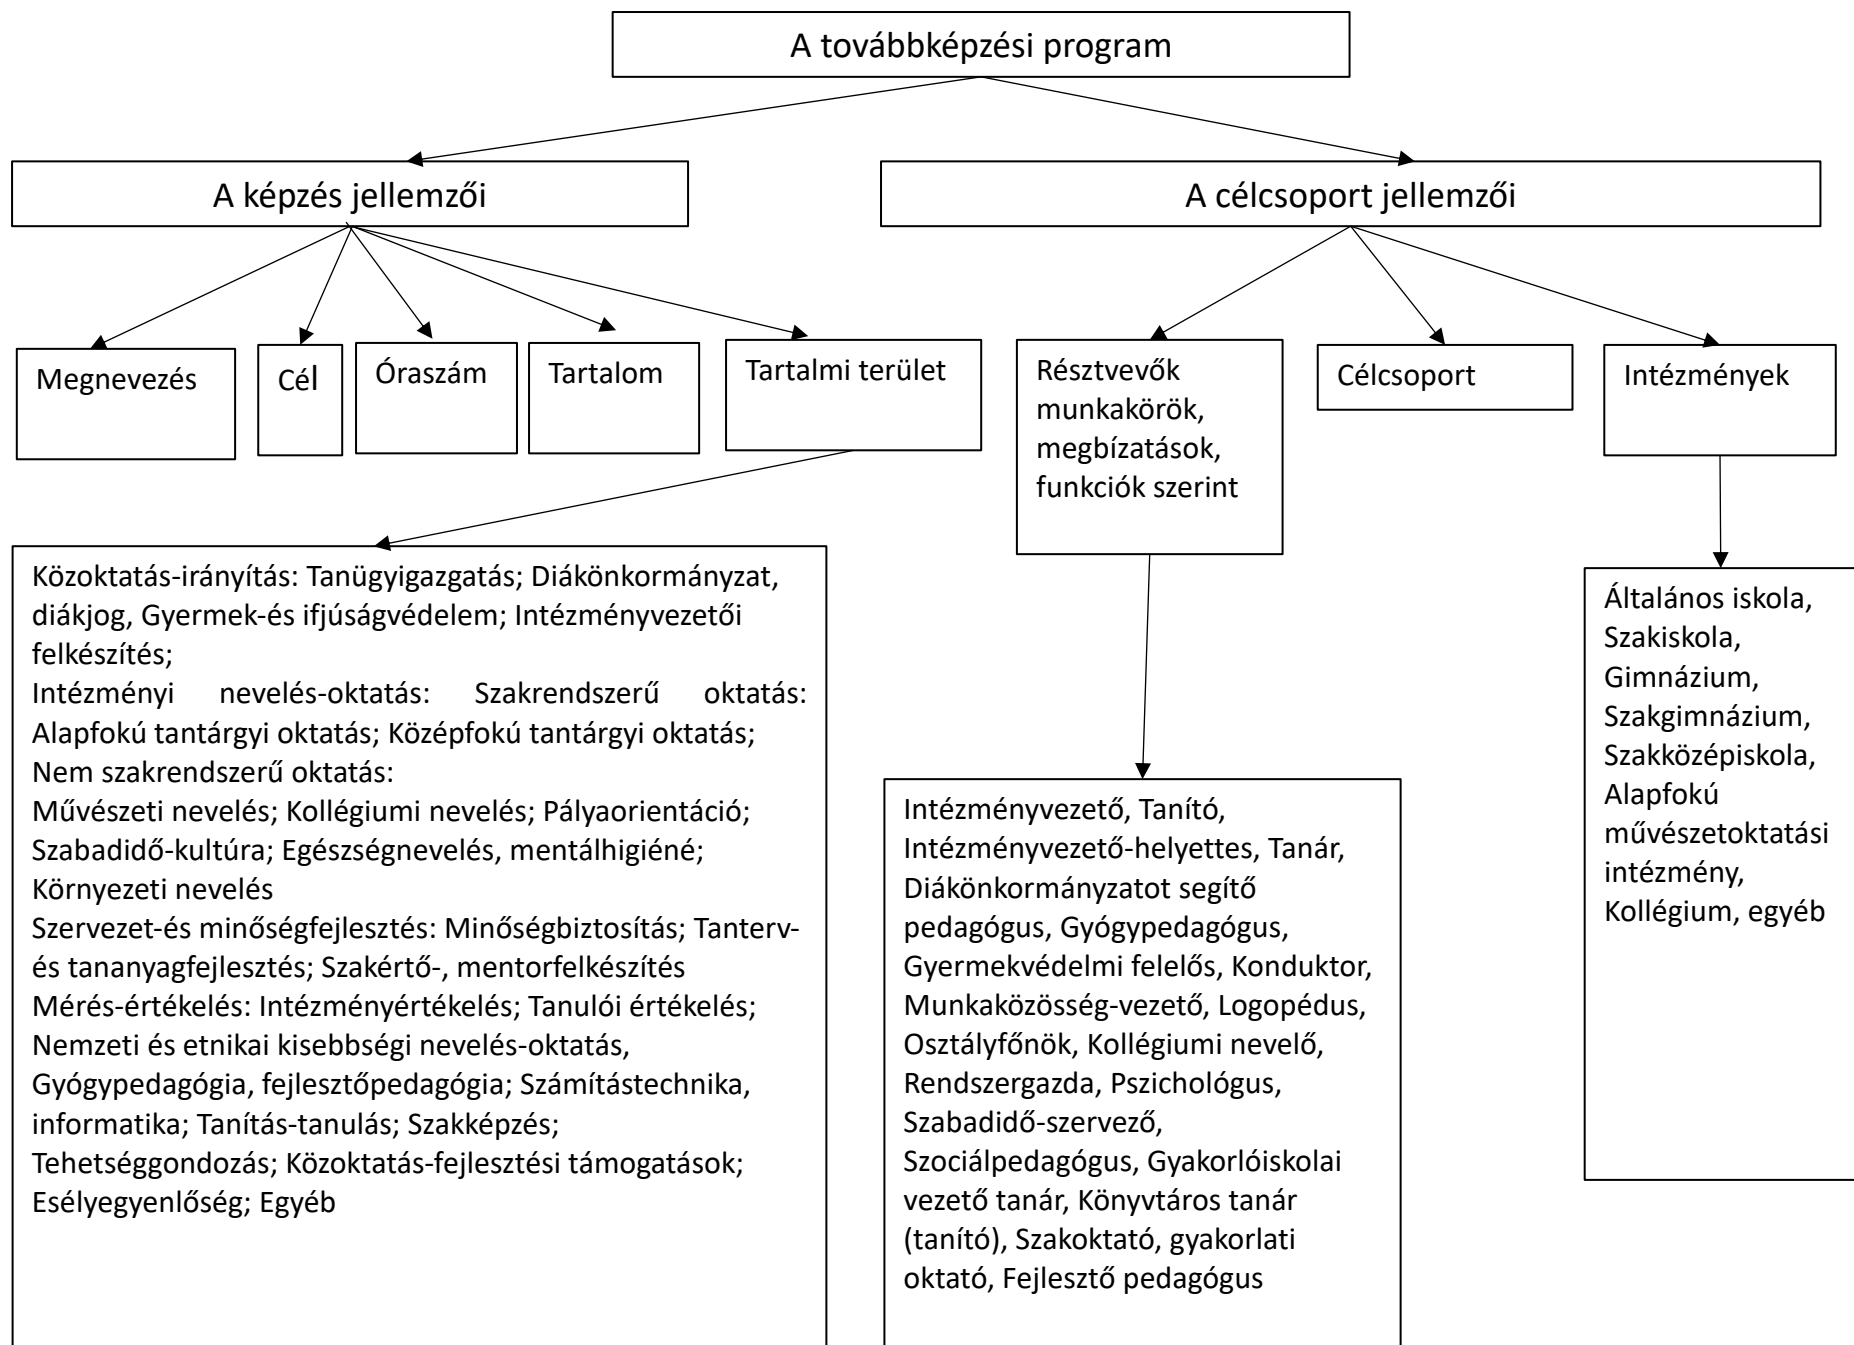 A továbbképzési program
A képzés jellemzői
A célcsoport jellemzői
Megnevezés
Cél
Óraszám
Tartalom
Tartalmi terület
Résztvevők
munkakörök,
megbízatások,
funkciók szerint
Célcsoport
Intézmények
Közoktatás-irányítás: Tanügyigazgatás; Diákönkormányzat,
diákjog, Gyermek-és ifjúságvédelem; Intézményvezetői
felkészítés;
Intézményi nevelés-oktatás: Szakrendszerű oktatás:
Alapfokú tantárgyi oktatás; Középfokú tantárgyi oktatás;
Nem szakrendszerű oktatás:
Művészeti nevelés; Kollégiumi nevelés; Pályaorientáció;
Szabadidő-kultúra; Egészségnevelés, mentálhigiéné;
Környezeti nevelés
Szervezet-és minőségfejlesztés: Minőségbiztosítás; Tanterv-
és tananyagfejlesztés; Szakértő-, mentorfelkészítés
Mérés-értékelés: Intézményértékelés; Tanulói értékelés;
Nemzeti és etnikai kisebbségi nevelés-oktatás,
Gyógypedagógia, fejlesztőpedagógia; Számítástechnika,
informatika; Tanítás-tanulás; Szakképzés;
Tehetséggondozás; Közoktatás-fejlesztési támogatások;
Esélyegyenlőség; Egyéb
Intézményvezető, Tanító,
Intézményvezető-helyettes, Tanár,
Diákönkormányzatot segítő
pedagógus, Gyógypedagógus,
Gyermekvédelmi felelős, Konduktor,
Munkaközösség-vezető, Logopédus,
Osztályfőnök, Kollégiumi nevelő,
Rendszergazda, Pszichológus,
Szabadidő-szervező,
Szociálpedagógus, Gyakorlóiskolai
vezető tanár, Könyvtáros tanár
(tanító), Szakoktató, gyakorlati
oktató, Fejlesztő pedagógus
Általános iskola,
Szakiskola,
Gimnázium,
Szakgimnázium,
Szakközépiskola,
Alapfokú
művészetoktatási
intézmény,
Kollégium, egyéb